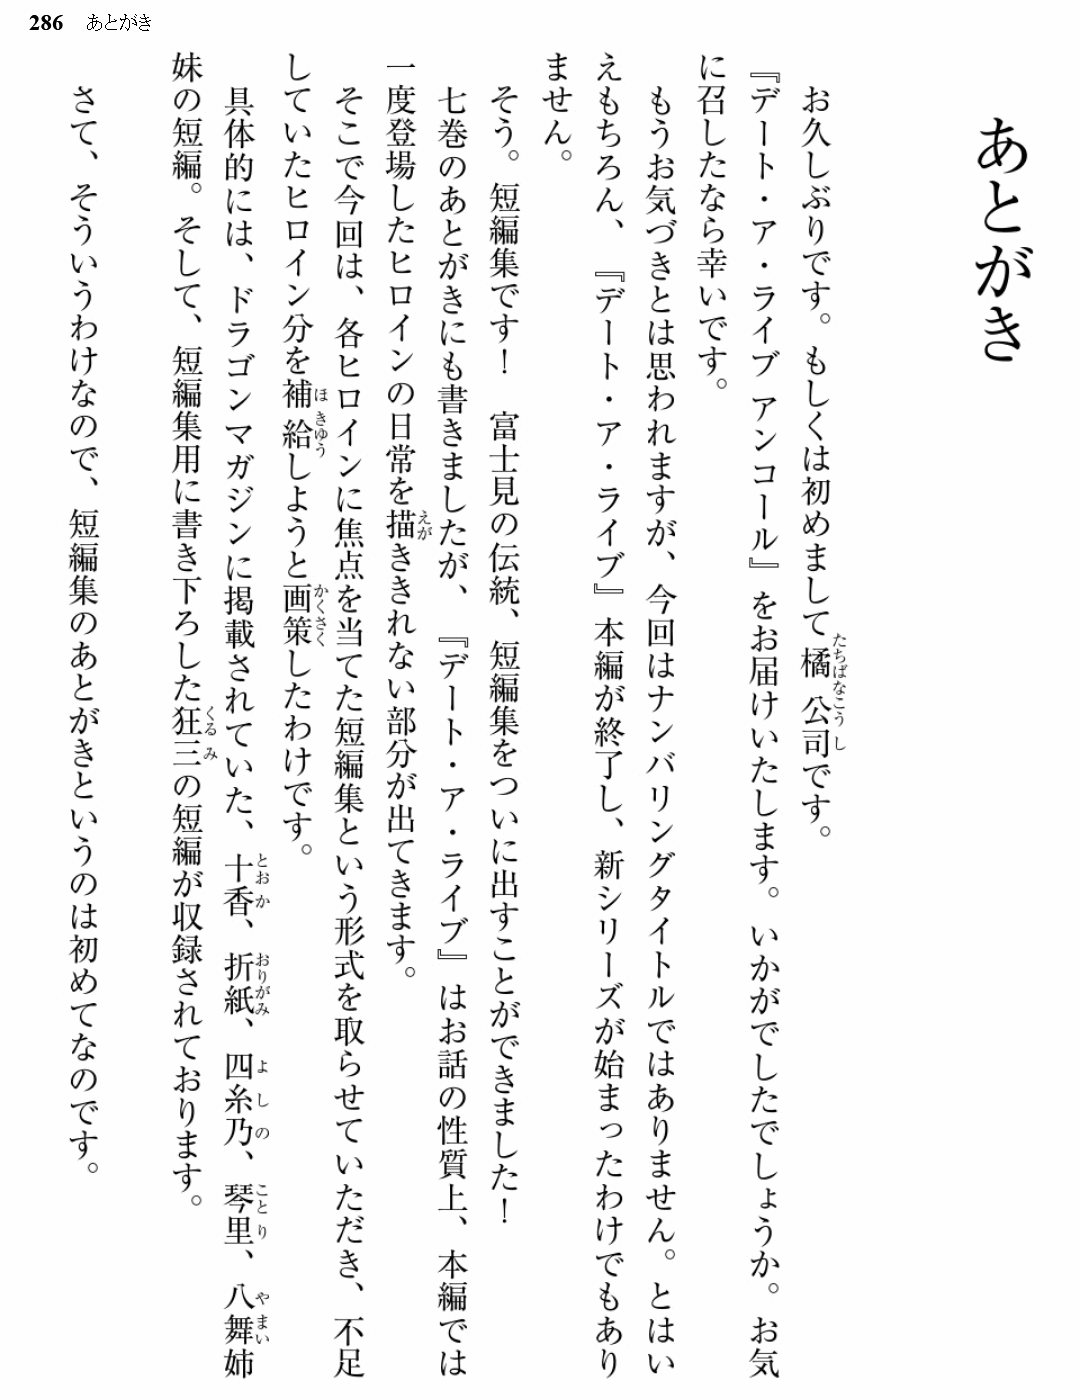 286 あとがき
あとがき
お久しぶりです。もしくは初めまして橘公司です。
『デート・ア・ライブ アンコール』をお届けいたします。いかがでしたでしょうか。お気
に召したなら幸いです。
もうお気づきとは思われますが、今回はナンバリングタイトルではありません。とはい
えもちろん、『デート・ア・ライブ』本編が終了し、新シリーズが始まったわけでもあり
ません。
そう。短編集です！　富士見の伝統、短編集をついに出すことができました！
七巻のあとがきにも書きましたが、『デート・ア・ライブ』はお話の性質上、本編では
一度登場したヒロインの日常を描ききれない部分が出てきます。
そこで今回は、各ヒロインに焦点を当てた短編集という形式を取らせていただき、不足
していたヒロイン分を補給しようと画策したわけです。
具体的には、ドラゴンマガジンに掲載されていた、十香、折紙、四糸乃、琴里、八舞姉
妹の短編。そして、短編集用に書き下ろした狂三の短編が収録されております。
さて、そういうわけなので、短編集のあとがきというのは初めてなのです。